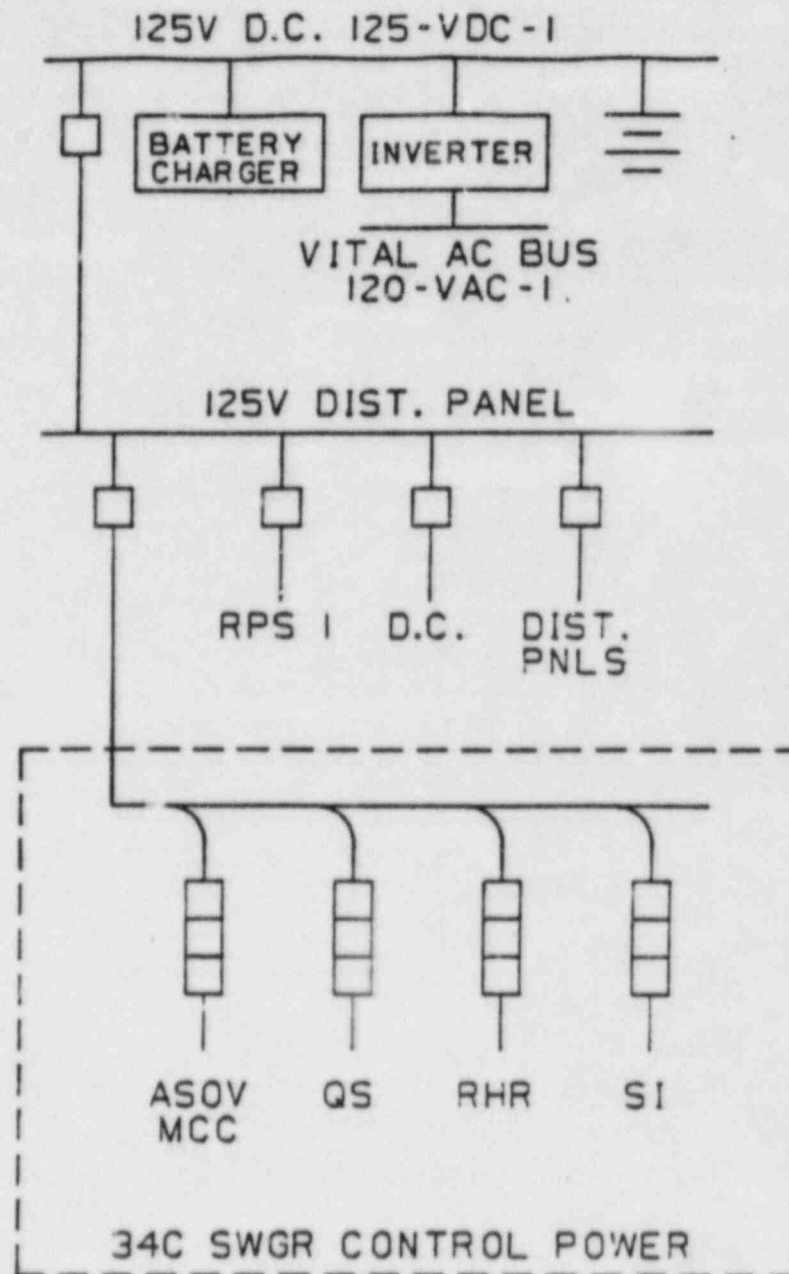 125V D.C. 125-VDC-1
BATTERY
CHARGER
INVERTER
VITAL AC BUS
120-VAC-1.
125V DIST. PANEL
RPS I
D.C.
DIST.
PNLS
ASOV
MCC
QS
RHR
SI
34C SWGR CONTROL POWER